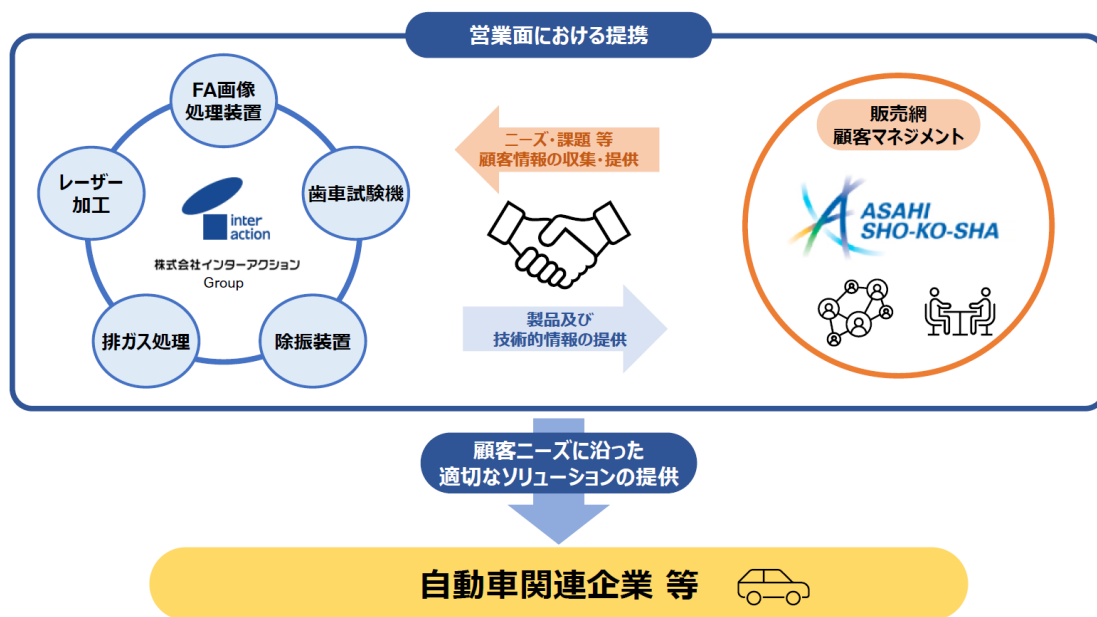 営業面における提携
FA画像
処理装置
レーザー
加工
歯車試験機
排ガス処理
除振装置
inter
action
株式会社インターアクション
Group
ニーズ・課題 等
顧客情報の収集・提供
製品及び
技術的情報の提供
販売網
顧客マネジメント
ASAHI
SHO-KO-SHA
顧客ニーズに沿った
適切なソリューションの提供
自動車関連企業 等